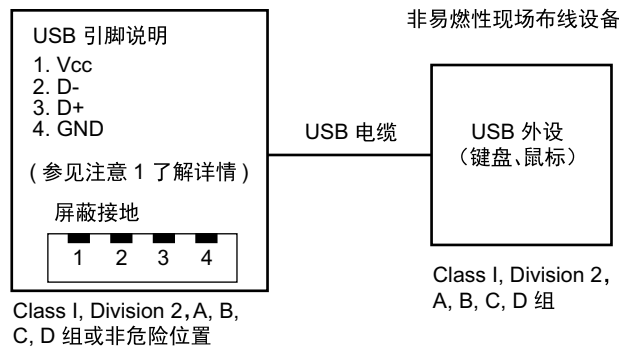 非易燃性现场布线设备
USB 引脚说明
1. Vcc
2. D-
3. D+
4. GND
( 参见注意 1 了解详情 )
屏蔽接地
1 2 3 4
Class I, Division 2, A, B,
C, D 组或非危险位置
USB 电缆
USB 外设
（键盘、鼠标）
Class I, Division 2，
A, B, C, D 组